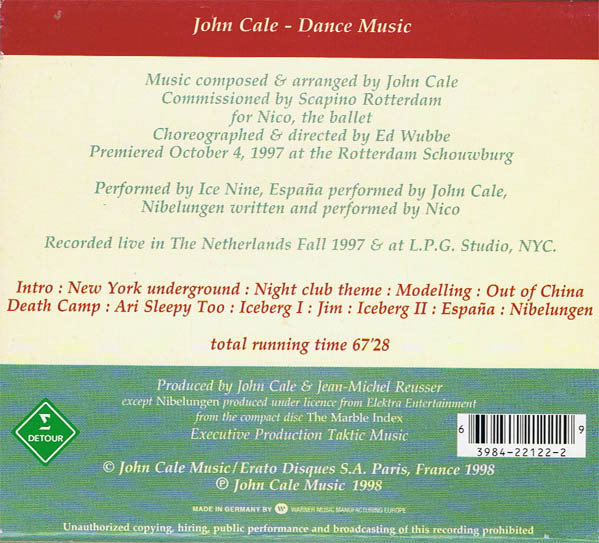 John Cale - Dance Music
Music composed & arranged by John Cale
Commissioned by Scapino Rotterdam
for Nico, the ballet
Choreographed & directed by Ed Wubbe
Premiered October 4, 1997 at the Rotterdam Schouwburg
Performed by Ice Nine, España performed by John Cale,
Nibelungen written and performed by Nico
Recorded live in The Netherlands Fall 1997 & at L.P.G. Studio, NYC.
Intro : New York underground : Night club theme : Modelling : Out of China
Death Camp : Ari Sleepy Too : Iceberg I : Jim : Iceberg II : España : Nibelungen
total running time 67'28
Produced by John Cale & Jean-Michel Reusser
except Nibelungen produced under licence from Elektra Entertainment
from the compact disc The Marble Index
Executive Production Taktic Music
Σ
DETOUR
6 3984-22122-2 9
© John Cale Music/Erato Disques S.A. Paris, France 1998
℗ John Cale Music 1998
MADE IN GERMANY BY W WARNER MUSIC MANUFACTURING EUROPE
Unauthorized copying, hiring, public performance and broadcasting of this recording prohibited